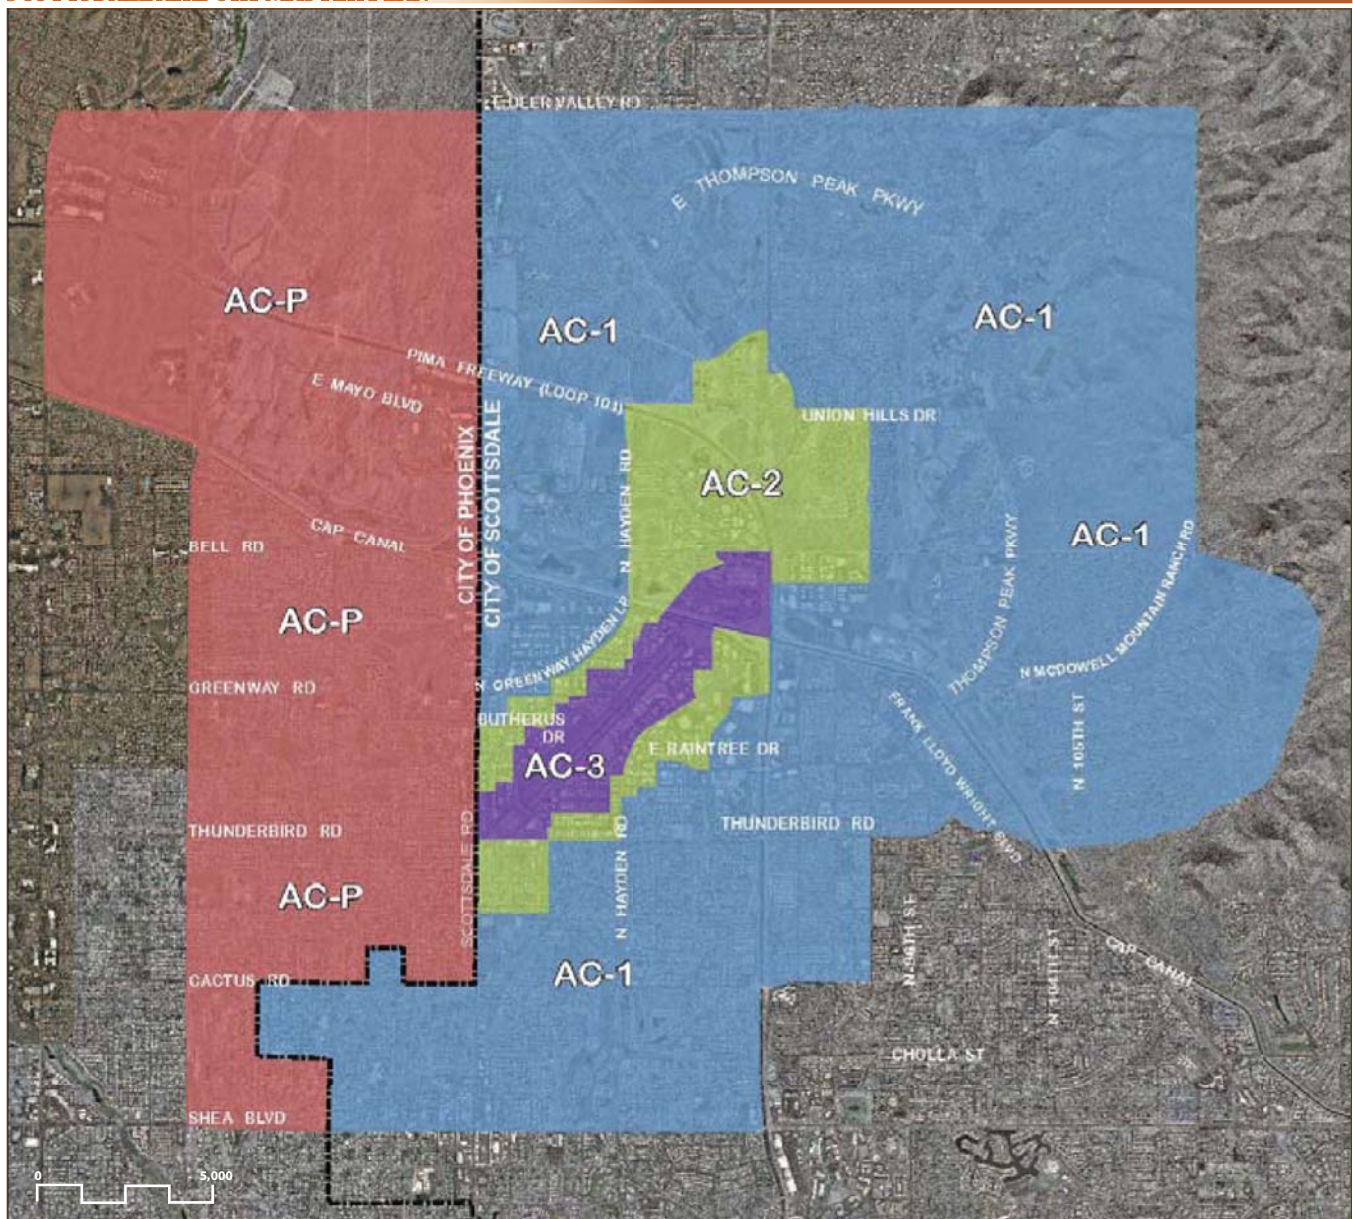 E DEER VALLEY RD
E THOMPSON PEAK PKWY
AC-P
AC-1
AC-1
PIMA FREEWAY (LOOP 101)
E MAYO BLVD
CITY OF PHOENIX
CITY OF SCOTTSDALE
UNION HILLS DR
N HAYDEN RD
AC-2
CAP CANAL
BELL RD
AC-1
THOMPSON PEAK PKWY
N MCDOWELL MOUNTAIN RANCH RD
AC-P
N GREENWAY HAYDEN LP
GREENWAY RD
BUTHERUS
DR
E RAINTREE DR
FRANK LLOYD WRIGHT BLVD
N 105TH ST
AC-3
THUNDERBIRD RD
SCOTTSDALE RD
N HAYDEN RD
THUNDERBIRD RD
AC-P
N 96TH ST
N 104TH ST
CAP CANAL
AC-1
CACTUS RD
CHOLLA ST
SHEA BLVD
0
5,000